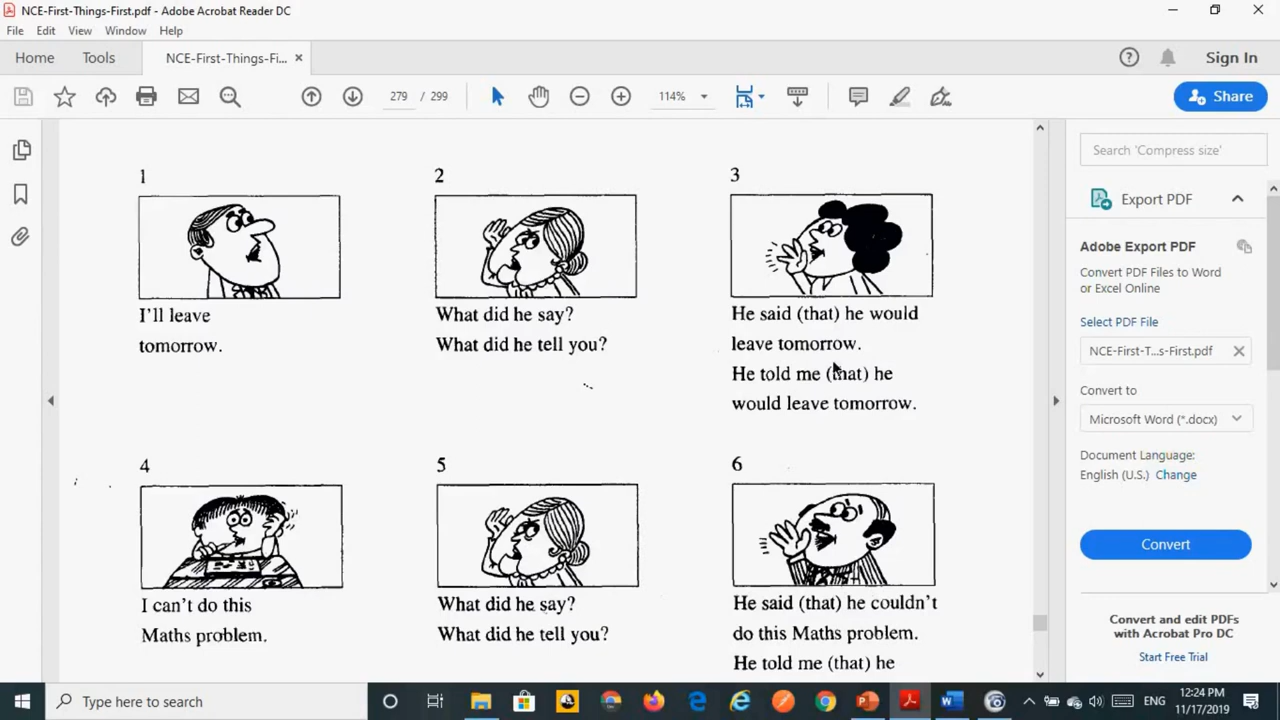 NCE-First-Things-First.pdf - Adobe Acrobat Reader DC
File Edit View Window Help
Home Tools NCE-First-Things-Fi... × Sign In
279 / 299 114% Share
1
I'll leave
tomorrow.
2
What did he say?
What did he tell you?
3
He said (that) he would
leave tomorrow.
He told me (that) he
would leave tomorrow.
4
I can't do this
Maths problem.
5
What did he say?
What did he tell you?
6
He said (that) he couldn't
do this Maths problem.
He told me (that) he
Search 'Compress size'
Export PDF
Adobe Export PDF
Convert PDF Files to Word
or Excel Online
Select PDF File
NCE-First-T...s-First.pdf
Convert to
Microsoft Word (*.docx)
Document Language:
English (U.S.) Change
Convert
Convert and edit PDFs
with Acrobat Pro DC
Start Free Trial
Type here to search
ENG
12:24 PM
11/17/2019